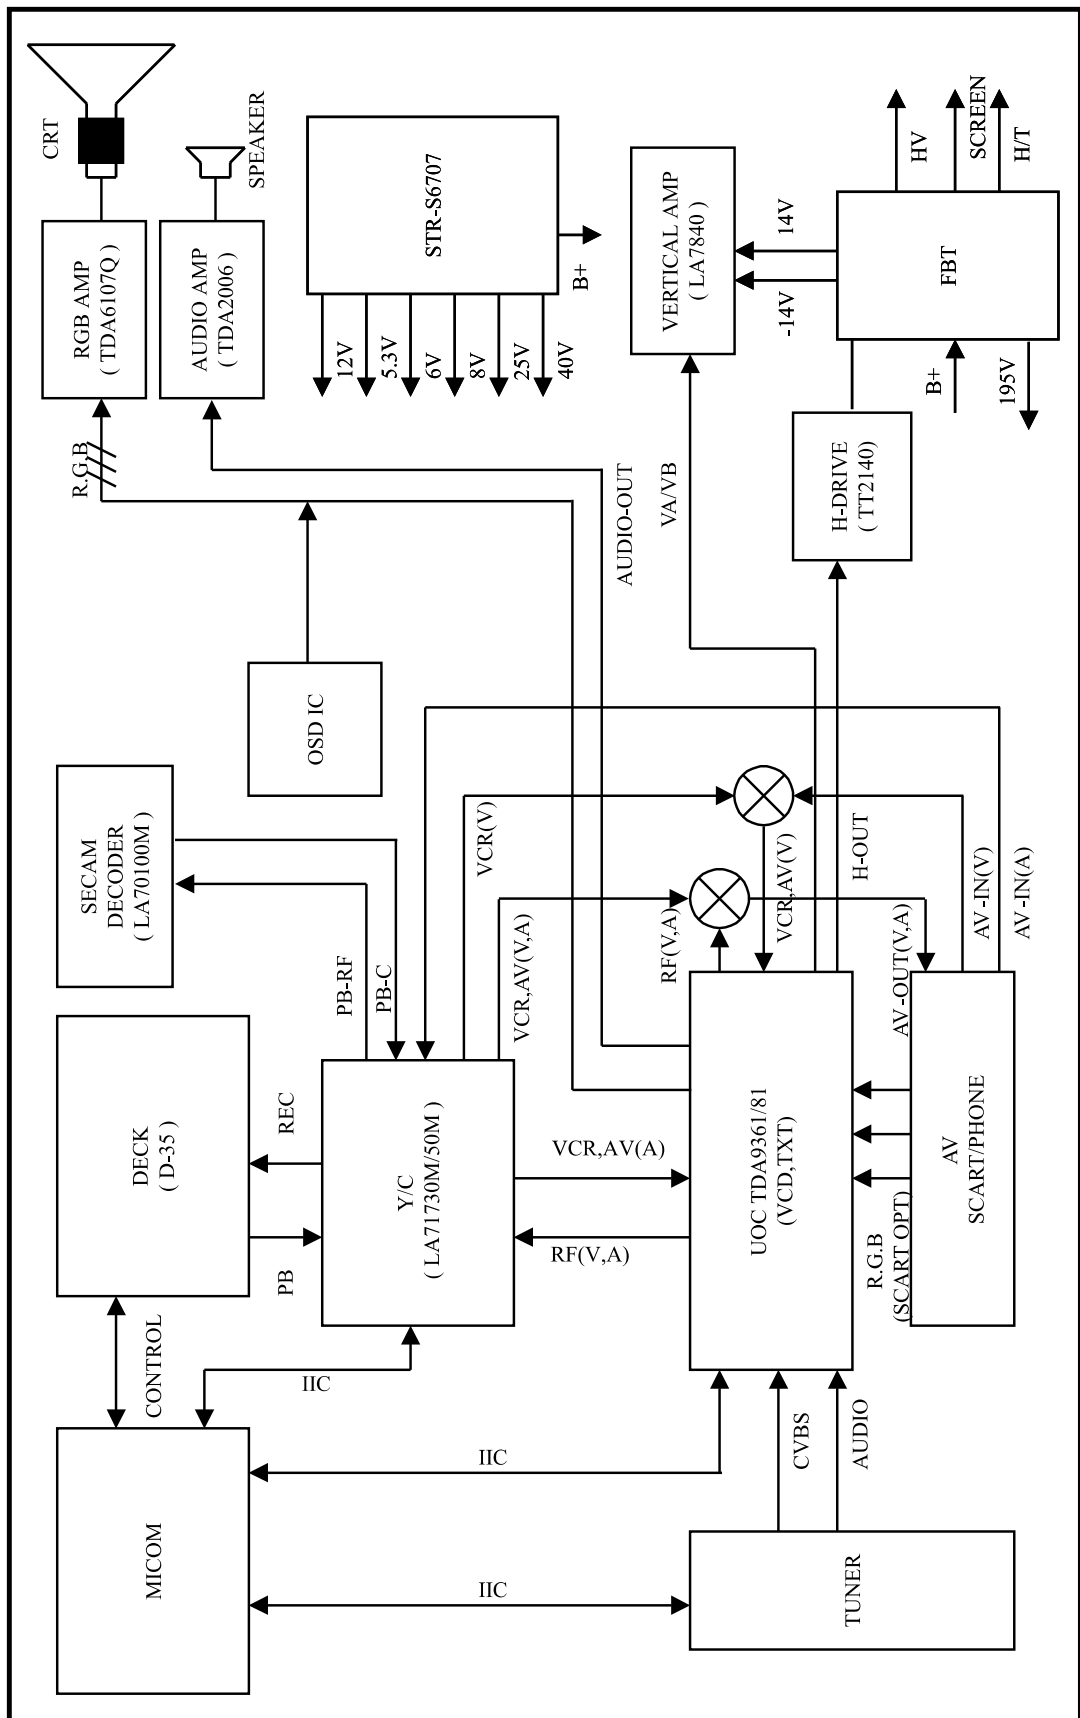 CRT
SPEAKER
RGB AMP
( TDA6107Q )
AUDIO AMP
( TDA2006 )
STR-S6707
12V
5.3V
6V
8V
25V
40V
B+
VERTICAL AMP
( LA7840 )
14V
-14V
HV
SCREEN
H/T
FBT
B+
195V
H-DRIVE
( TT2140)
R.G.B
AUDIO-OUT
VA/VB
OSD IC
SECAM
DECODER
( LA70100M )
PB-RF
PB-C
VCR(V)
VCR,AV(V,A)
RF(V,A)
VCR,AV(V)
H-OUT
AV-OUT(V,A)
AV-IN(V)
AV-IN(A)
DECK
( D-35 )
REC
PB
Y/C
( LA71730M/50M )
VCR,AV(A)
RF(V,A)
UOC TDA9361/81
(VCD,TXT)
R.G.B
(SCART OPT)
AV
SCART/PHONE
CONTROL
IIC
MICOM
IIC
IIC
CVBS
AUDIO
TUNER